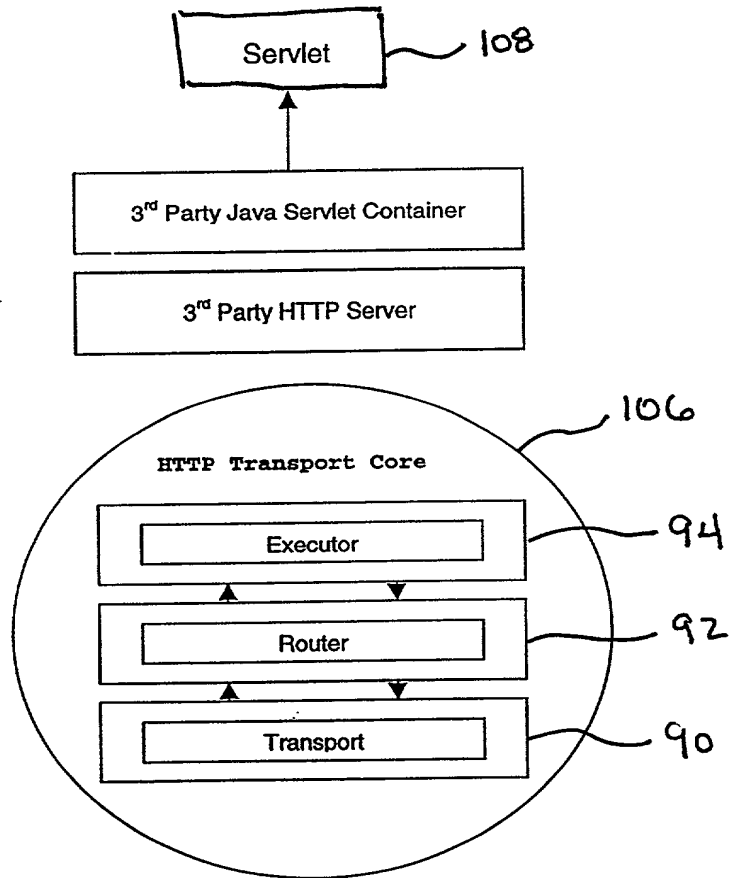 Servlet
108
3rd Party Java Servlet Container
3rd Party HTTP Server
106
HTTP Transport Core
Executor
94
Router
92
Transport
90